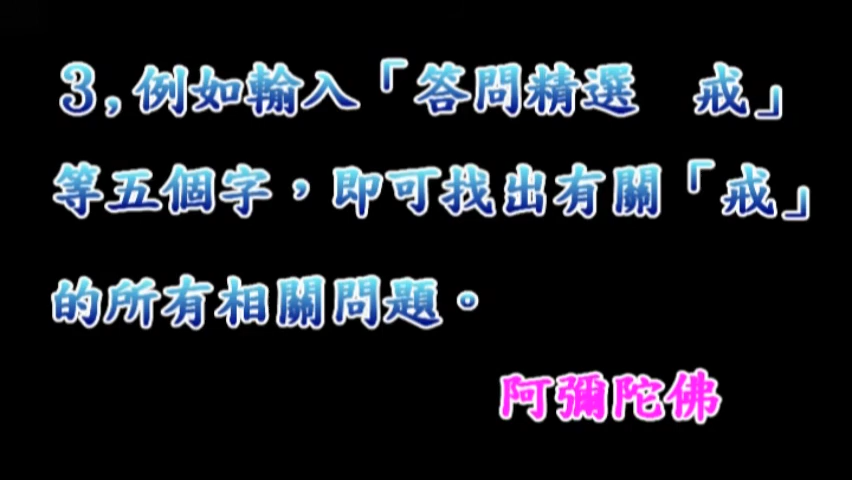 3,例如輸入「答問精選　戒」
等五個字，即可找出有關「戒」
的所有相關問題。
阿彌陀佛